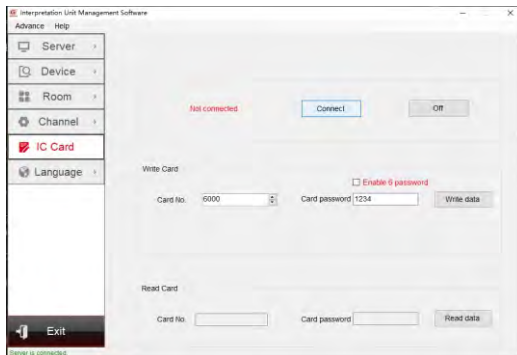 Interpretation Unit Management Software
Advance Help
Server
Device
Room
Channel
IC Card
Language
Exit
Server is connected
Not connected
Connect
Off
Write Card
Enable 6 password
Card No. 6000
Card password 1234
Write data
Read Card
Card No.
Card password
Read data